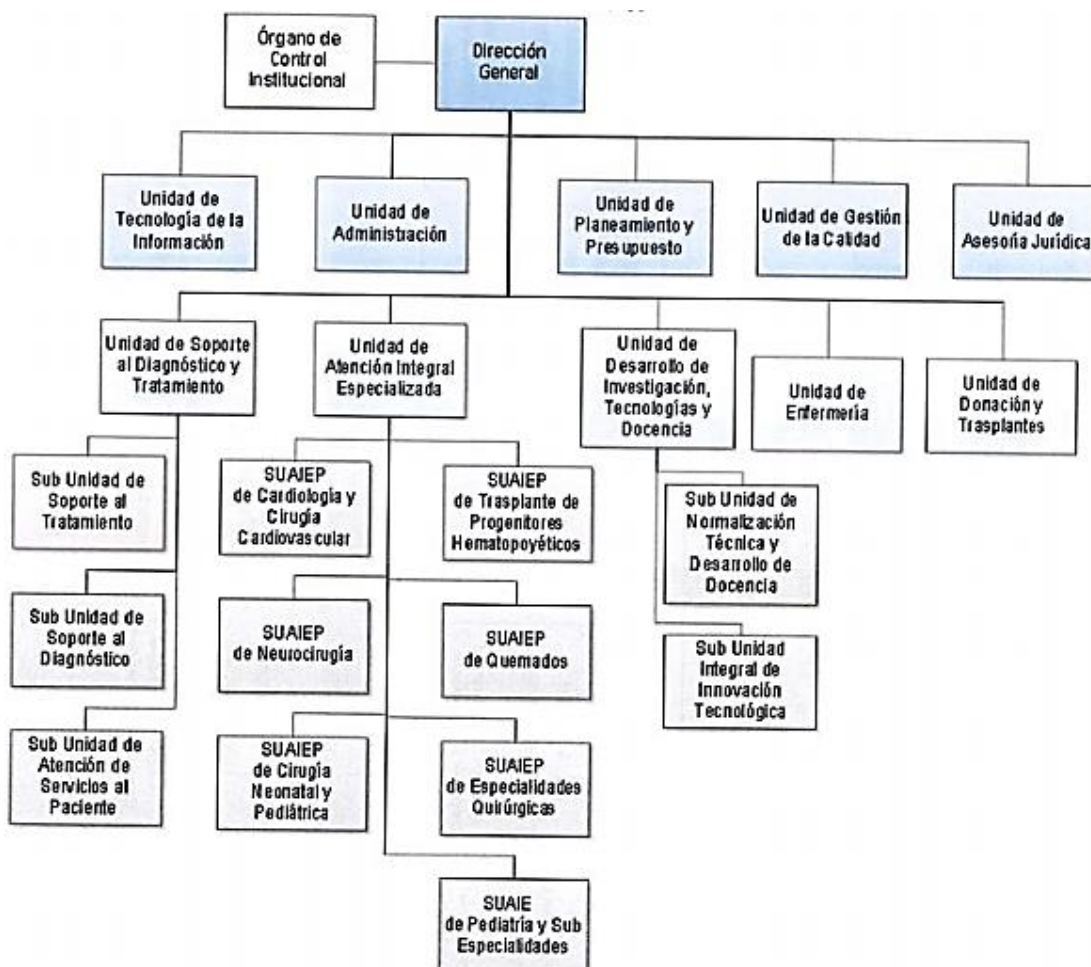 Órgano de
Control
Institucional
Dirección
General
Unidad de
Tecnología de la
Información
Unidad de
Administración
Unidad de
Planeamiento y
Presupuesto
Unidad de Gestión
de la Calidad
Unidad de
Asesoría Jurídica
Unidad de Soporte
al Diagnóstico y
Tratamiento
Unidad de
Atención Integral
Especializada
Unidad de
Desarrollo de
Investigación,
Tecnologías y
Docencia
Unidad de
Enfermería
Unidad de
Donación y
Trasplantes
Sub Unidad de
Soporte al
Tratamiento
SUAIEP
de Cardiología y
Cirugía
Cardiovascular
SUAIEP
de Trasplante de
Progenitores
Hematopoyéticos
Sub Unidad de
Normalización
Técnica y
Desarrollo de
Docencia
Sub Unidad de
Soporte al
Diagnóstico
SUAIEP
de Neurocirugía
SUAIEP
de Quemados
Sub Unidad
Integral de
Innovación
Tecnológica
Sub Unidad de
Atención de
Servicios al
Paciente
SUAIEP
de Cirugía
Neonatal y
Pediátrica
SUAIEP
de Especialidades
Quirúrgicas
SUAIE
de Pediatría y Sub
Especialidades